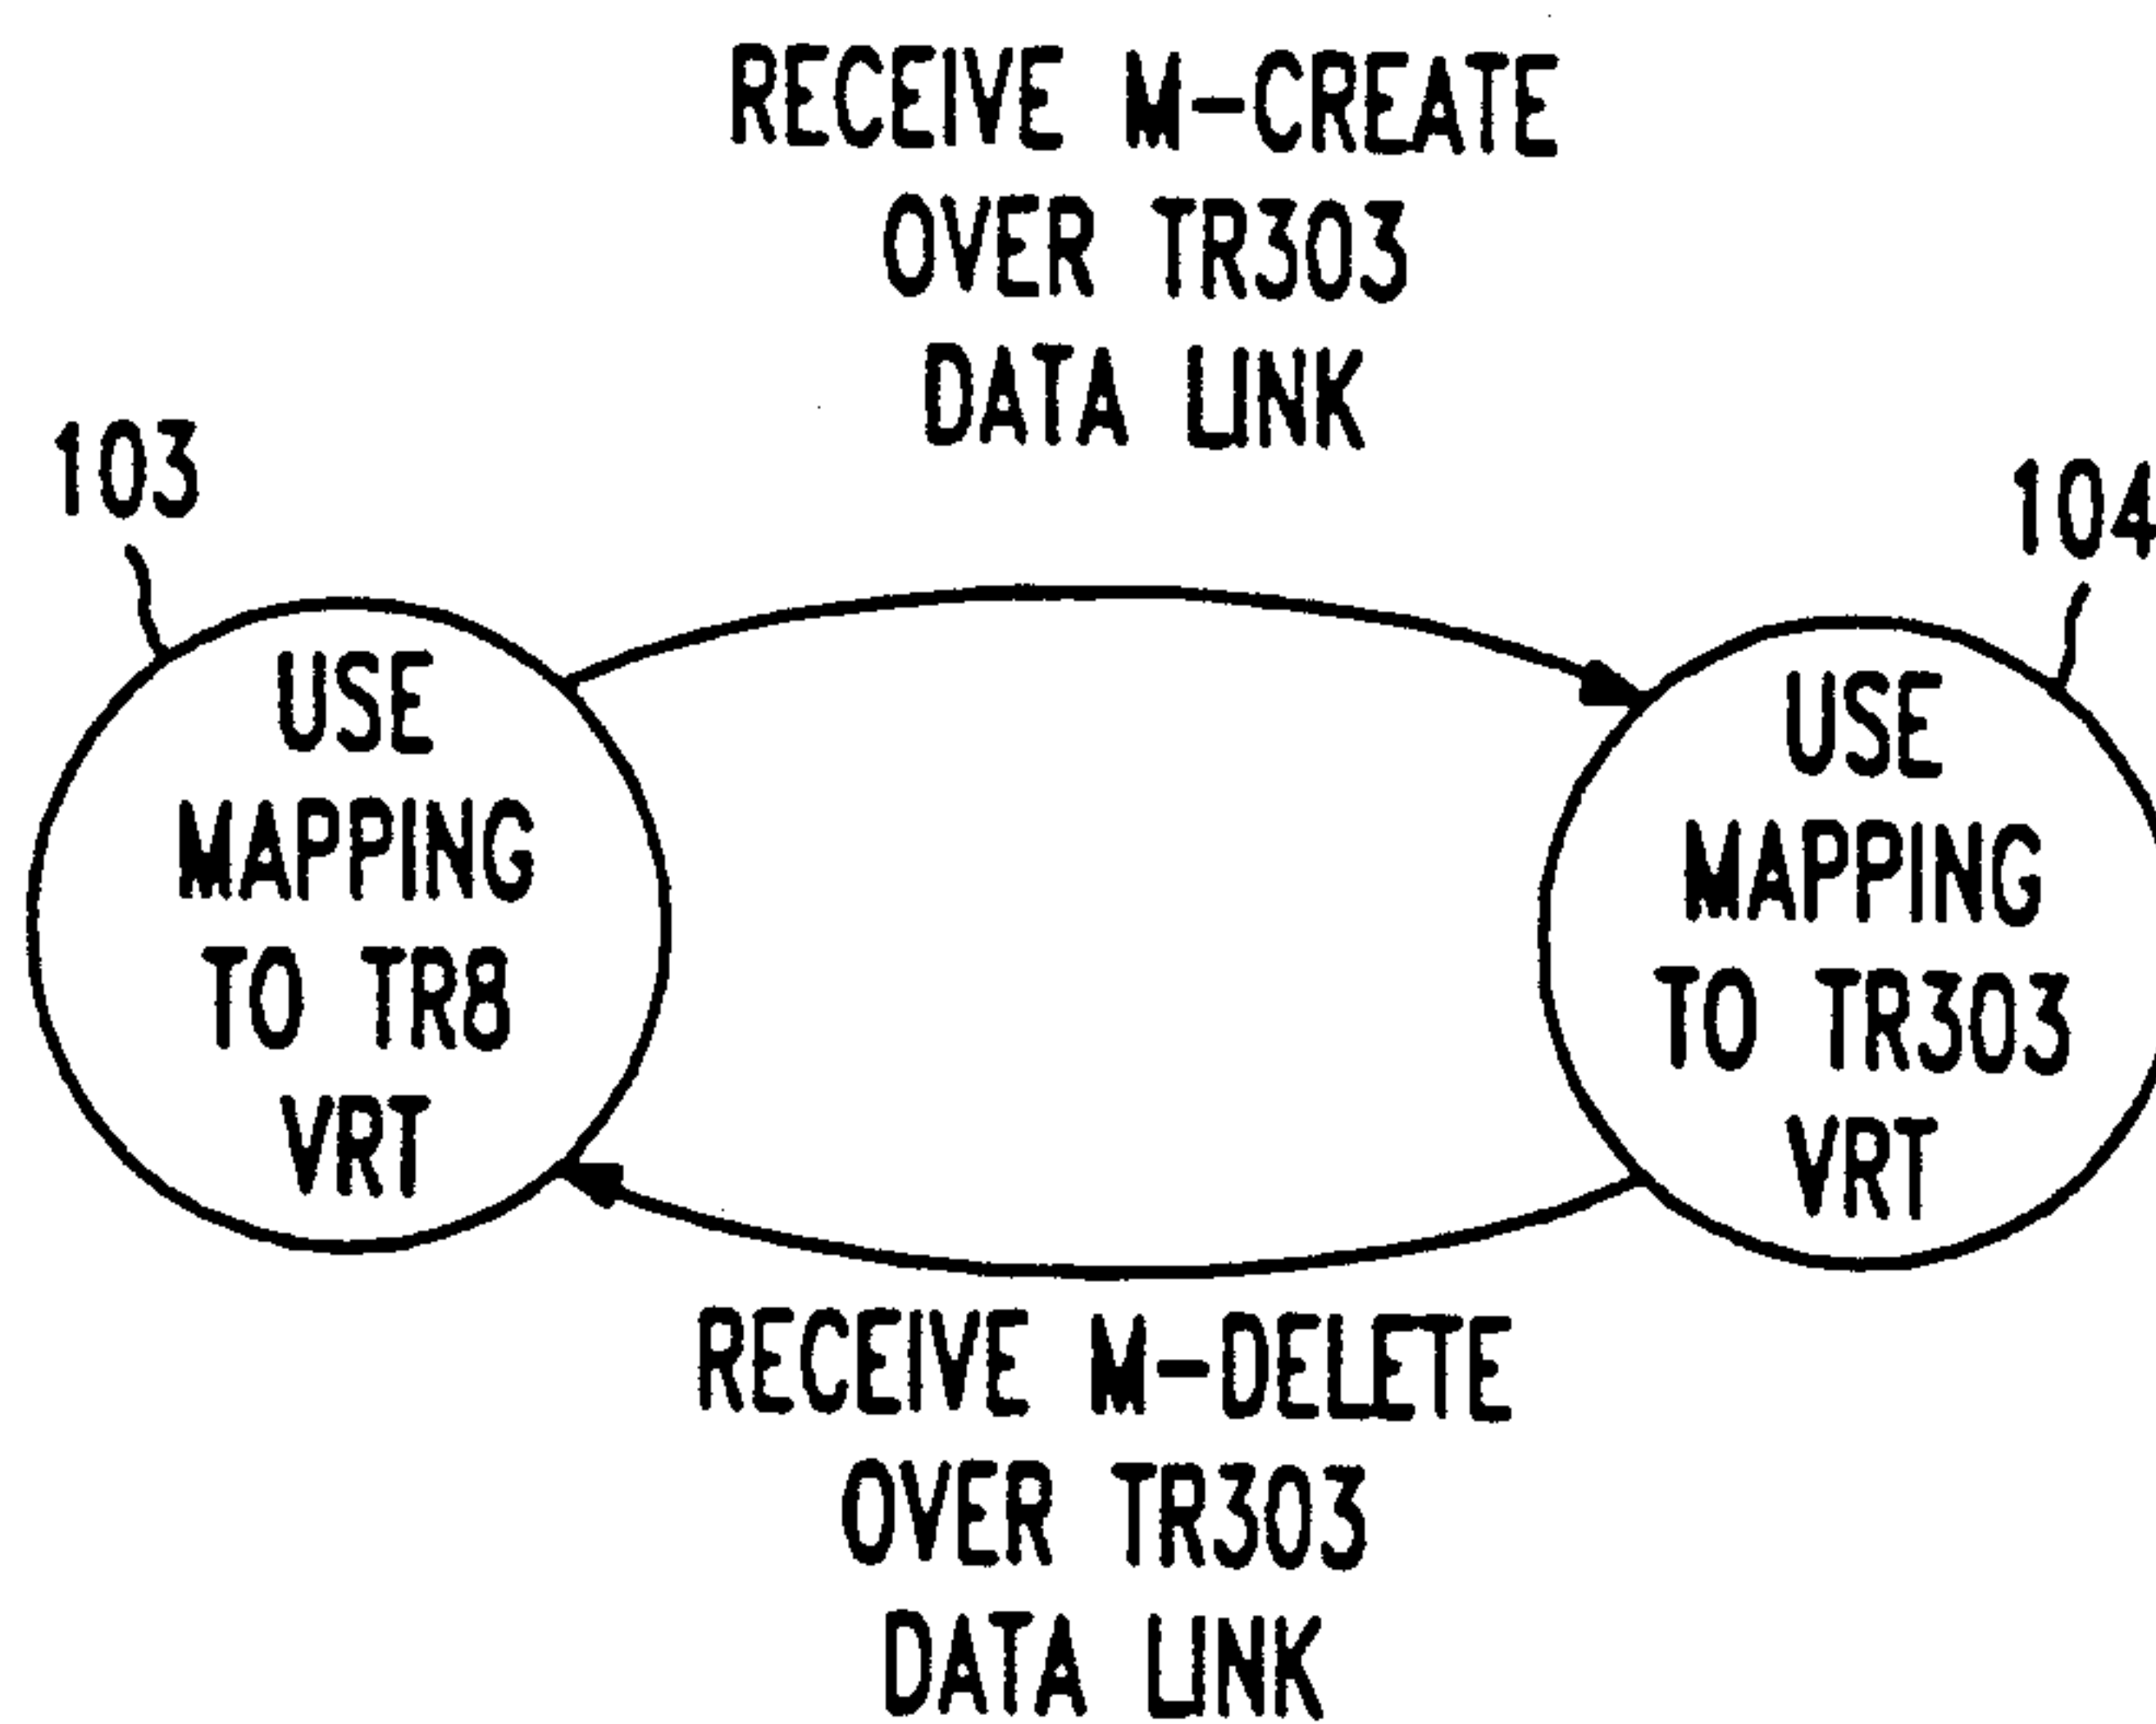 RECEIVE M-CREATE
OVER TR303
DATA LINK
103
104
USE
MAPPING
TO TR8
VRT
USE
MAPPING
TO TR303
VRT
RECEIVE M-DELETE
OVER TR303
DATA LINK